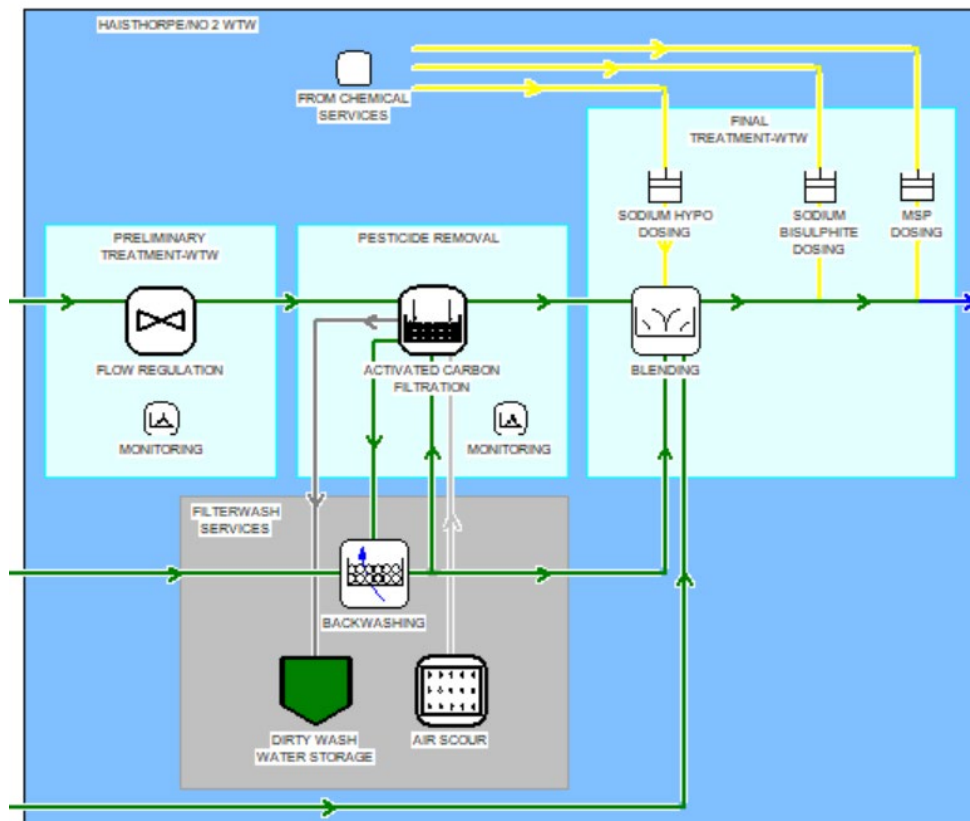 HAISTHORPE/NO 2 WTW
FROM CHEMICAL
SERVICES
FINAL
TREATMENT-WTW
SODIUM HYPO
DOSING
SODIUM
BISULPHITE
DOSING
MSP
DOSING
PRELIMINARY
TREATMENT-WTW
PESTICIDE REMOVAL
FLOW REGULATION
ACTIVATED CARBON
FILTRATION
BLENDING
MONITORING
MONITORING
FILTERWASH
SERVICES
BACKWASHING
DIRTY WASH
WATER STORAGE
AIR SCOUR